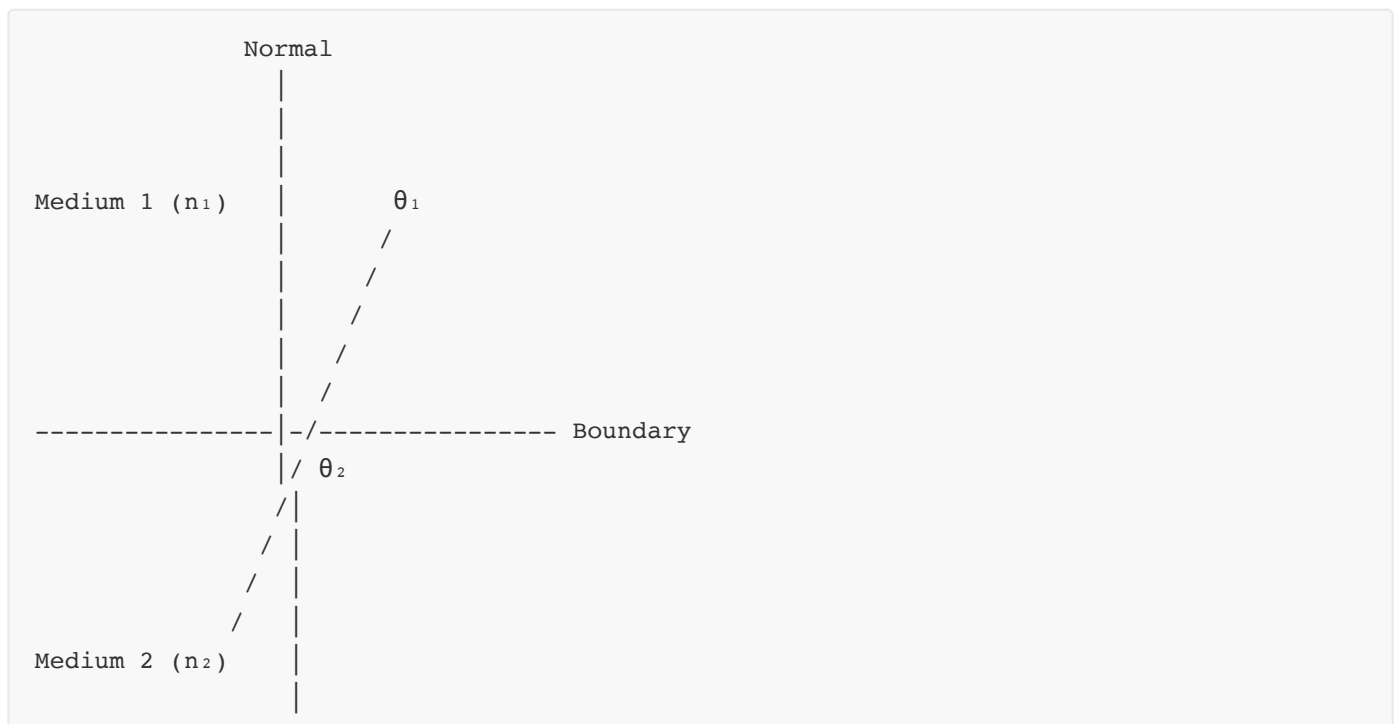 Normal
Medium 1 (n₁)
θ₁
Boundary
θ₂
Medium 2 (n₂)